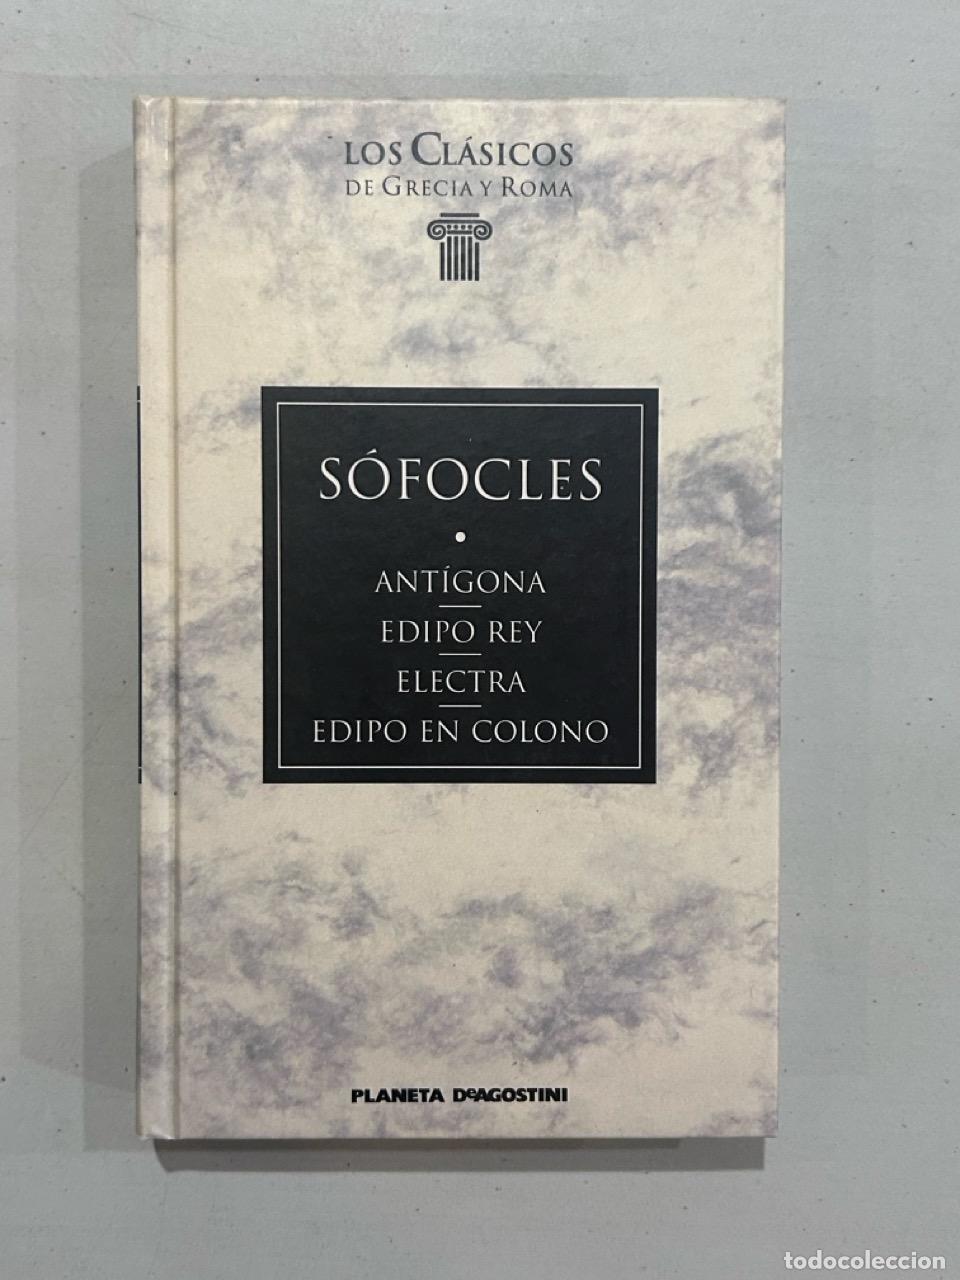 LOS CLÁSICOS
DE GRECIA Y ROMA
SÓFOCLES
•
ANTÍGONA
EDIPO REY
ELECTRA
EDIPO EN COLONO
PLANETA DeAGOSTINI
todocoleccion